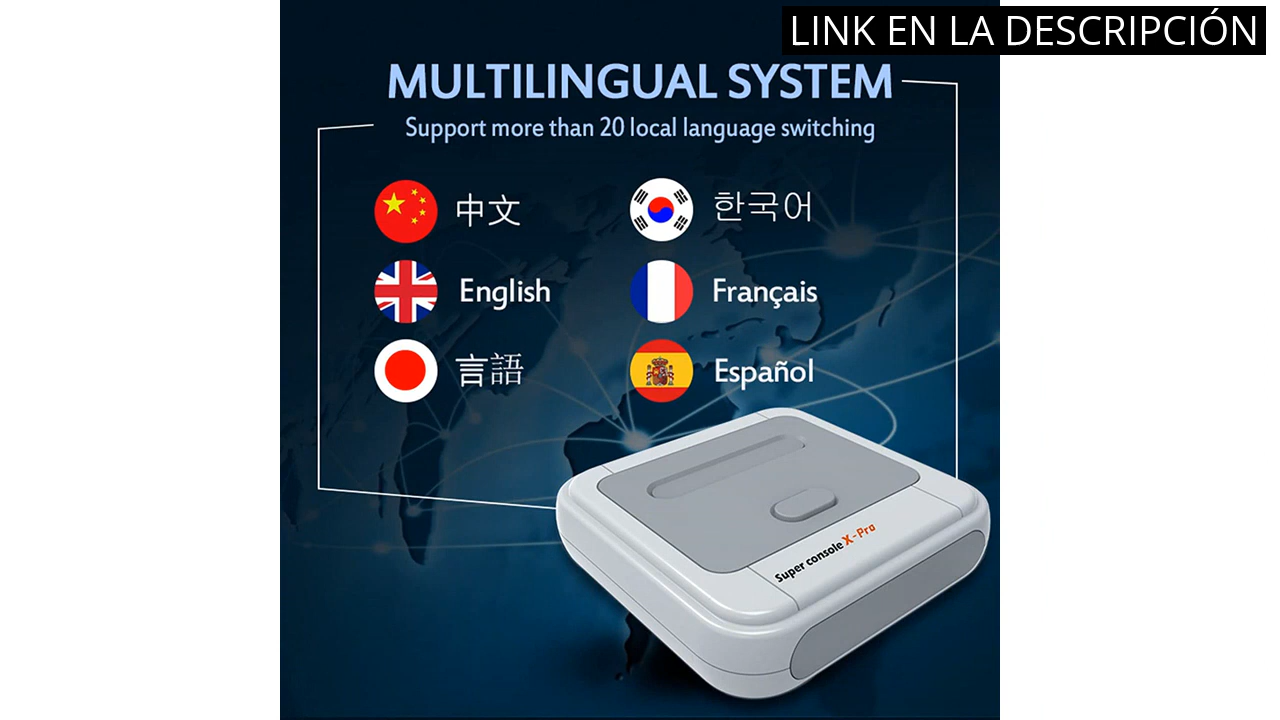 LINK EN LA DESCRIPCIÓN
MULTILINGUAL SYSTEM
Support more than 20 local language switching
中文
한국어
English
Français
言語
Español
Super console X-Pro